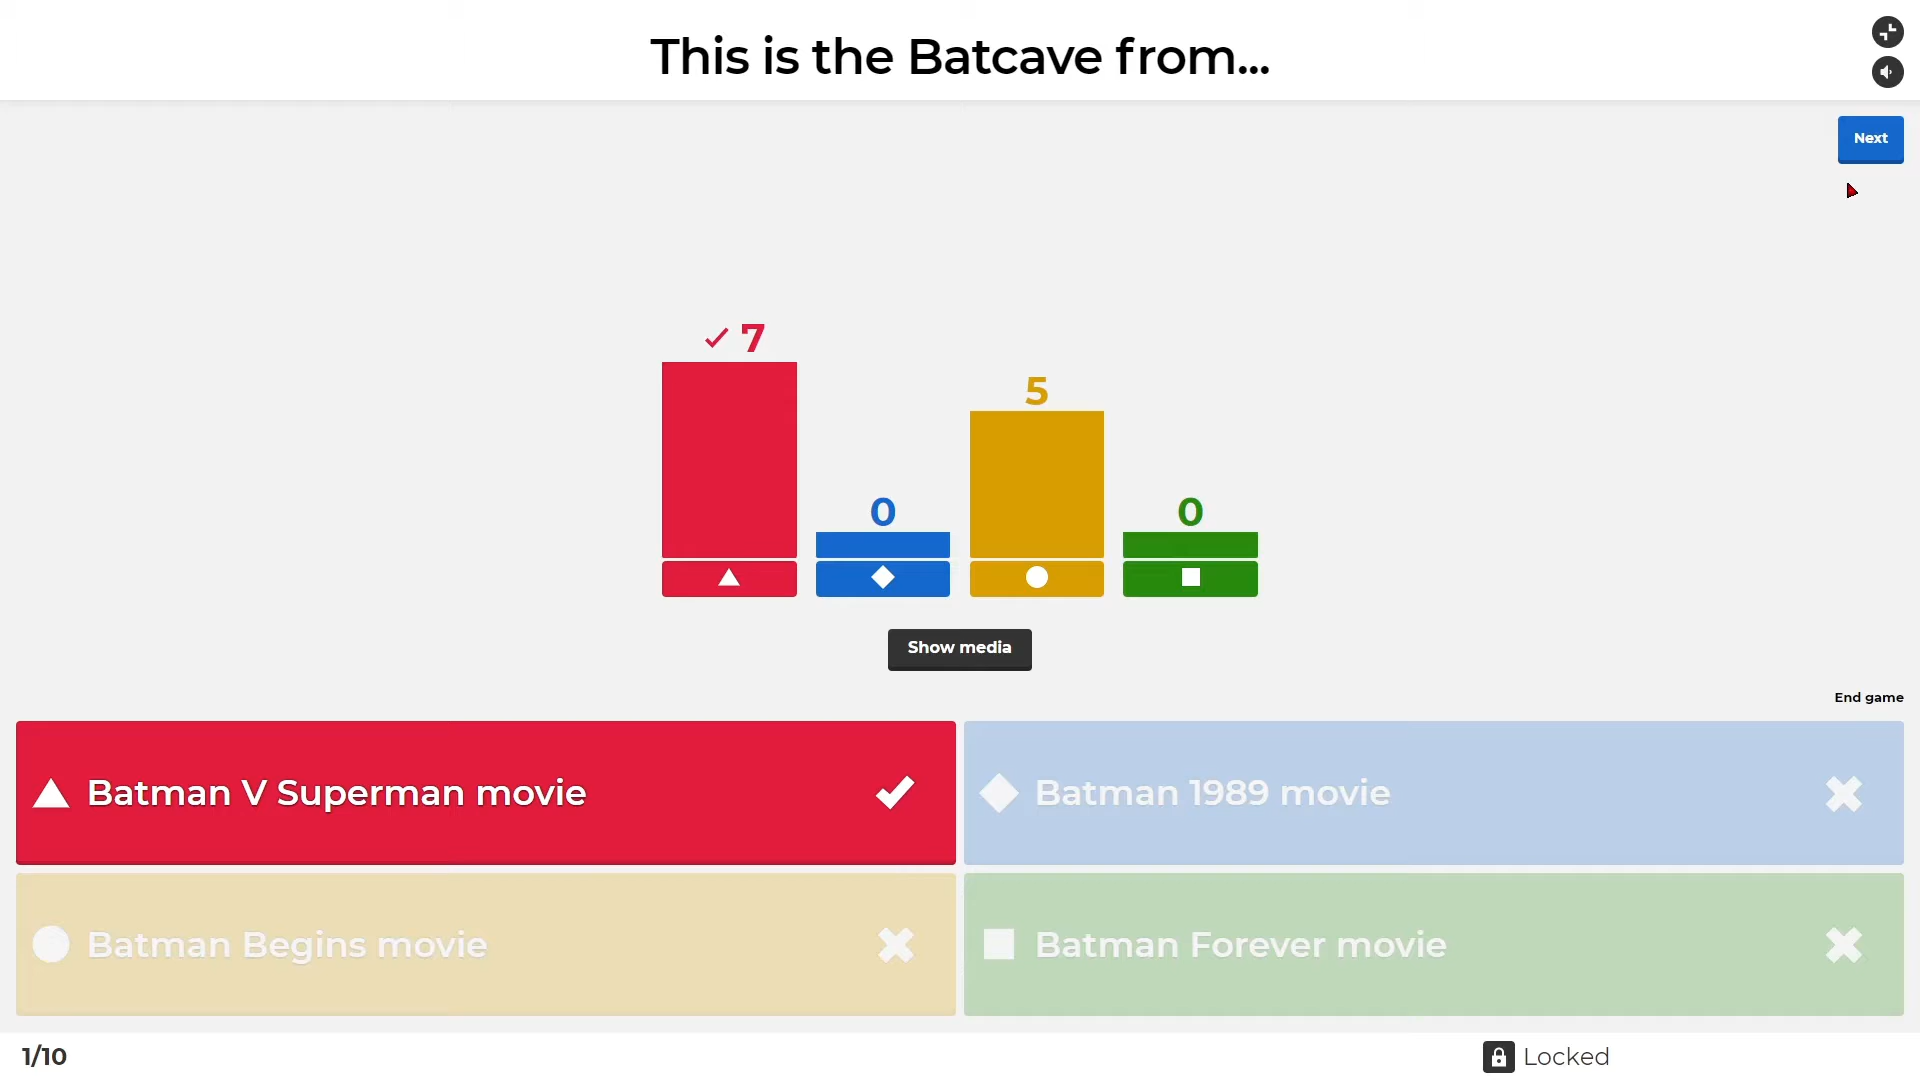 This is the Batcave from...
Next
7
5
0
0
Show media
End game
Batman V Superman movie
Batman 1989 movie
Batman Begins movie
Batman Forever movie
1/10
Locked